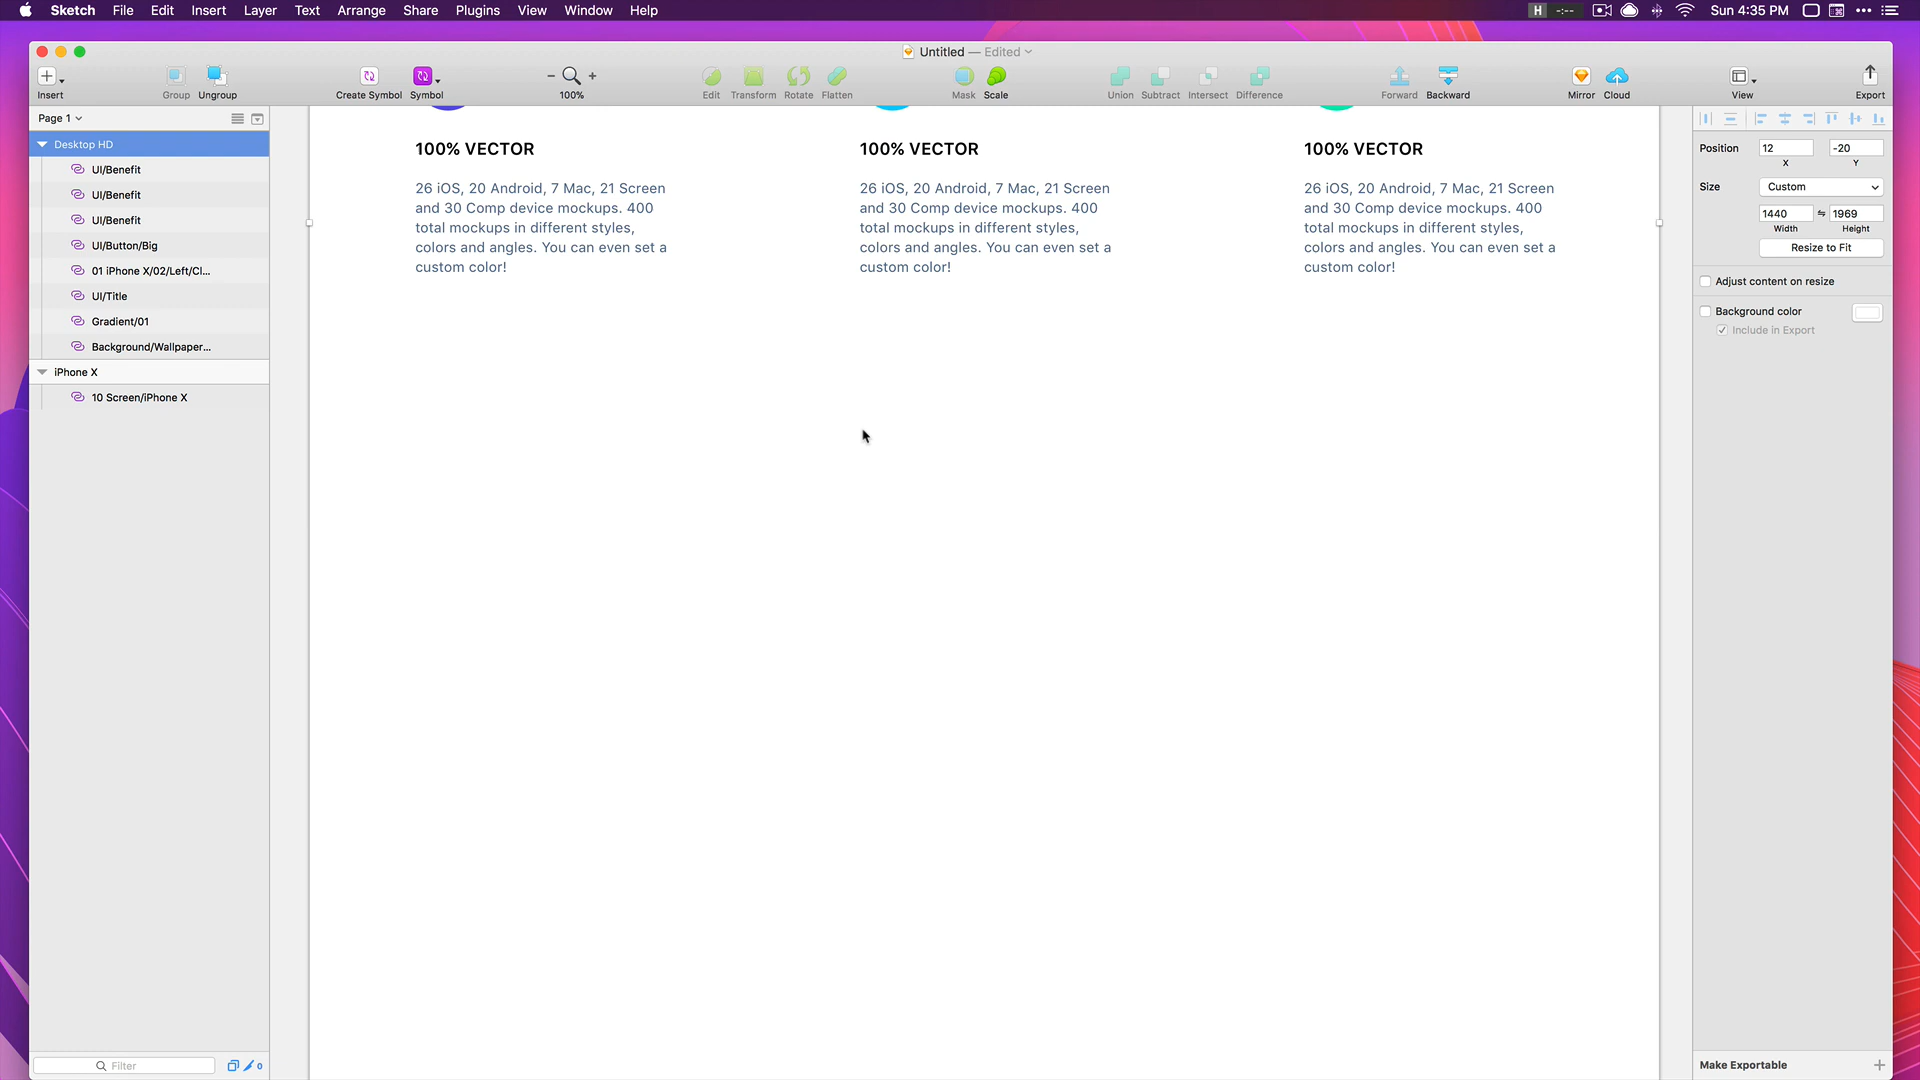 Sketch File Edit Insert Layer Text Arrange Share Plugins View Window Help H -:-- Sun 4:35 PM
Untitled — Edited
Insert Group Ungroup Create Symbol Symbol 100% Edit Transform Rotate Flatten Mask Scale Union Subtract Intersect Difference Forward Backward Mirror Cloud View Export
Page 1
Desktop HD
UI/Benefit
UI/Benefit
UI/Benefit
UI/Button/Big
01 iPhone X/02/Left/Cl...
UI/Title
Gradient/01
Background/Wallpaper...
iPhone X
10 Screen/iPhone X
Filter
0
100% VECTOR
26 iOS, 20 Android, 7 Mac, 21 Screen
and 30 Comp device mockups. 400
total mockups in different styles,
colors and angles. You can even set a
custom color!
100% VECTOR
26 iOS, 20 Android, 7 Mac, 21 Screen
and 30 Comp device mockups. 400
total mockups in different styles,
colors and angles. You can even set a
custom color!
100% VECTOR
26 iOS, 20 Android, 7 Mac, 21 Screen
and 30 Comp device mockups. 400
total mockups in different styles,
colors and angles. You can even set a
custom color!
Position 12 -20
X Y
Size Custom
1440 1969
Width Height
Resize to Fit
Adjust content on resize
Background color
Include in Export
Make Exportable